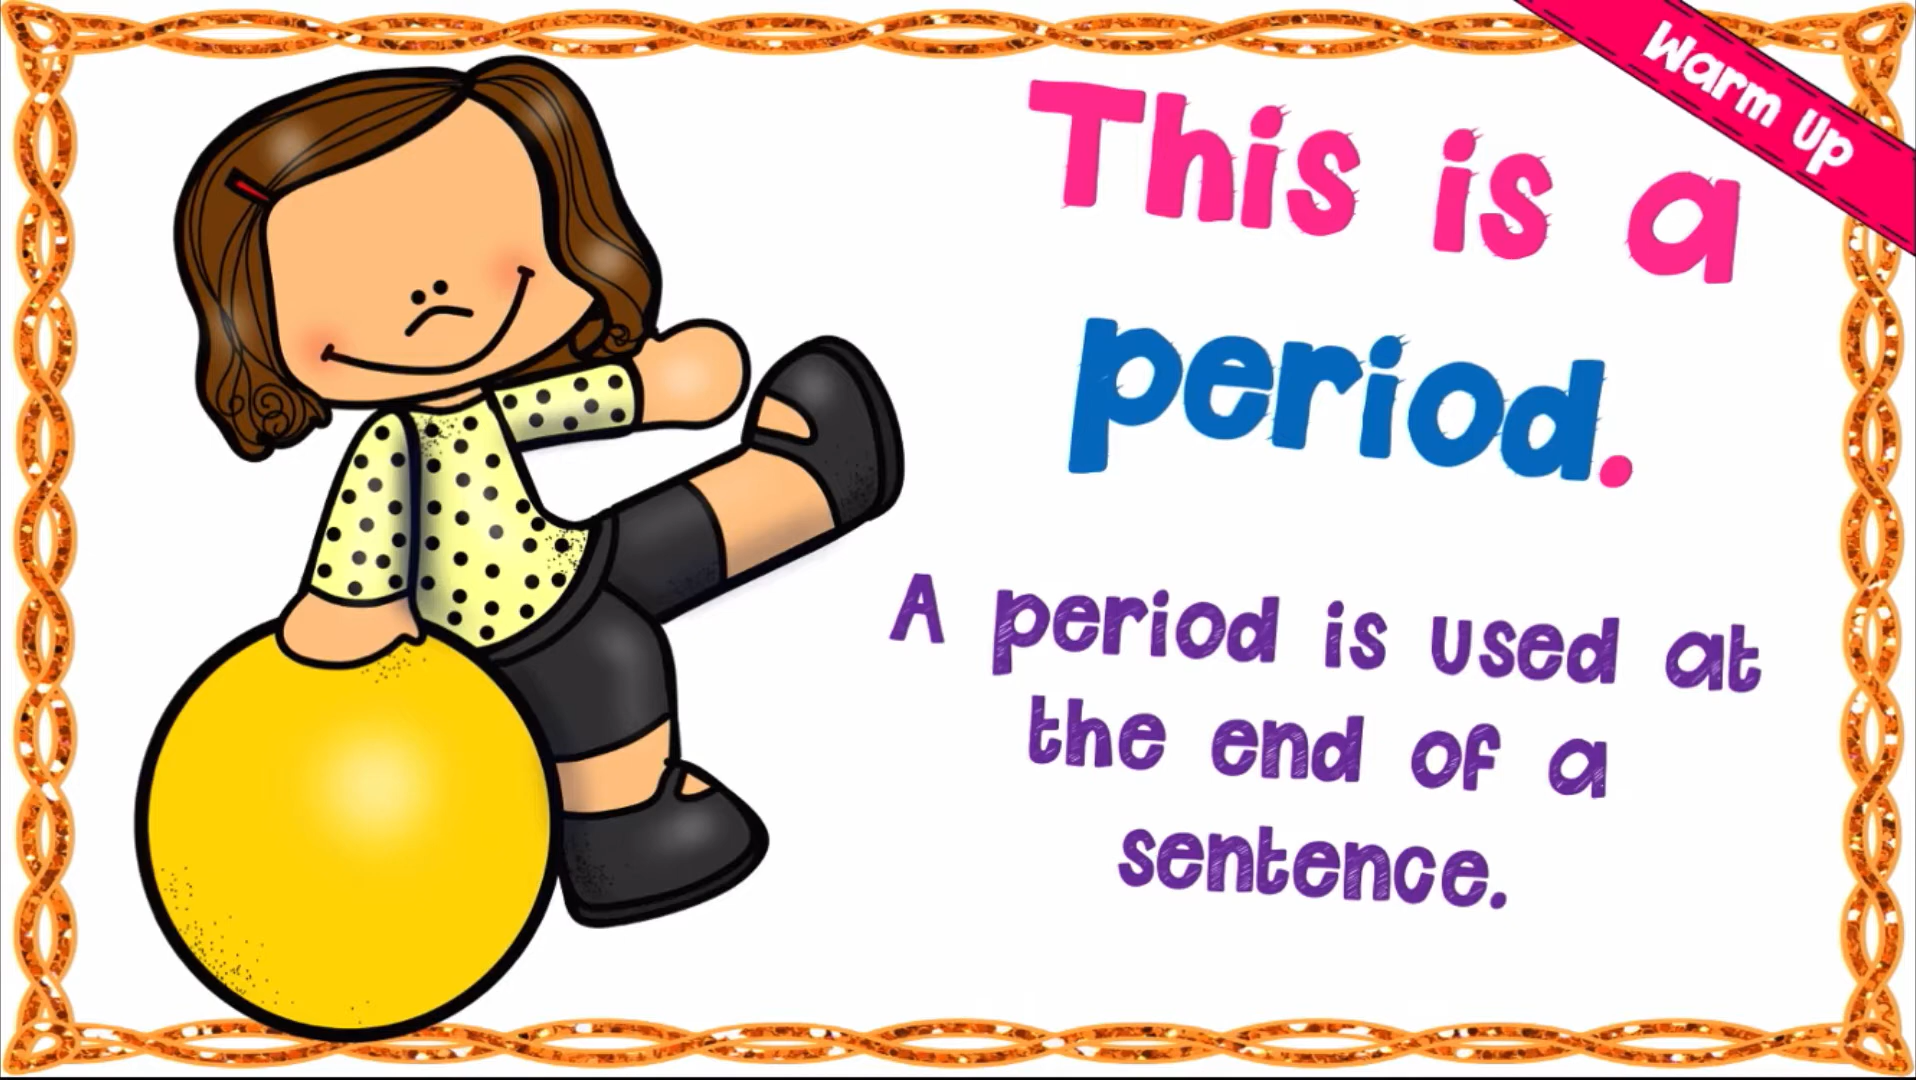 Warm Up
This is a
period.
A period is used at
the end of a
sentence.